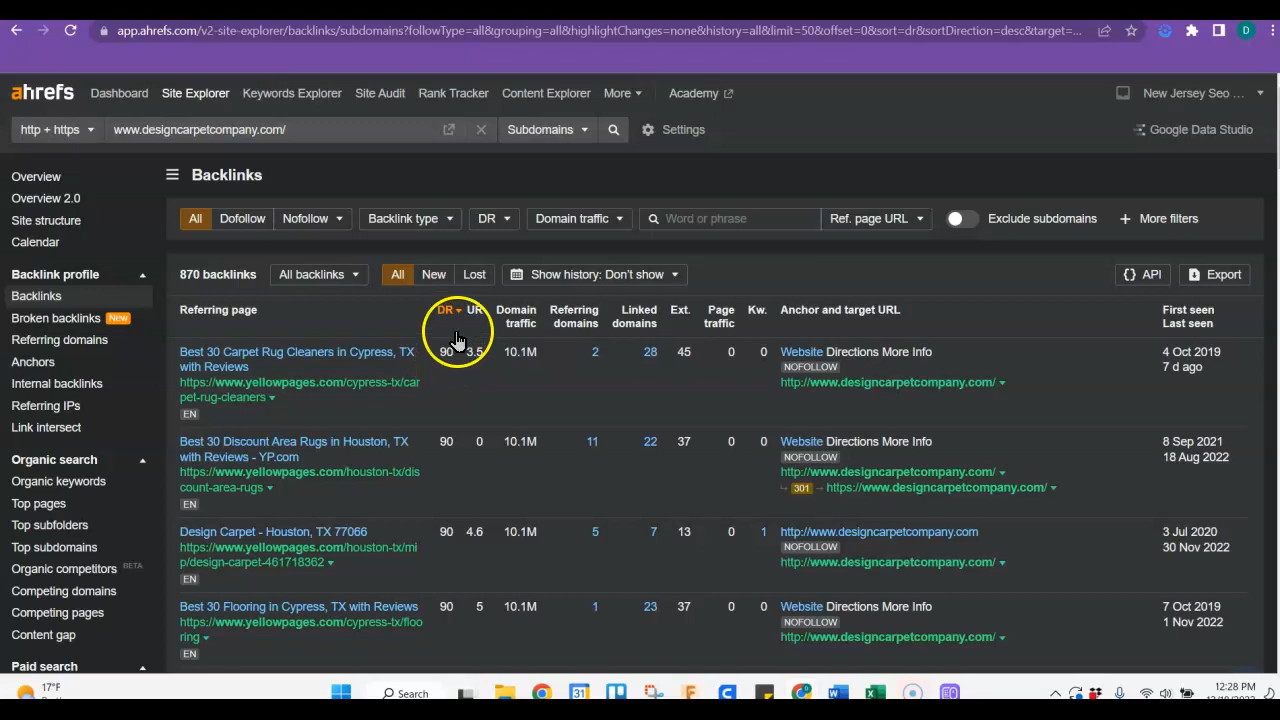 app.ahrefs.com/v2-site-explorer/backlinks/subdomains?followType=all&grouping=all&highlightChanges=none&history=all&limit=50&offset=0&sort=dr&sortDirection=desc&target=...
D
ahrefs Dashboard Site Explorer Keywords Explorer Site Audit Rank Tracker Content Explorer More Academy New Jersey Seo ...
http + https www.designcarpetcompany.com/ Subdomains Settings Google Data Studio
Overview
Overview 2.0
Site structure
Calendar
Backlink profile
Backlinks
Broken backlinks New
Referring domains
Anchors
Internal backlinks
Referring IPs
Link intersect
Organic search
Organic keywords
Top pages
Top subfolders
Top subdomains
Organic competitors BETA
Competing domains
Competing pages
Content gap
Paid search
Backlinks
All Dofollow Nofollow Backlink type DR Domain traffic Word or phrase Ref. page URL Exclude subdomains + More filters
870 backlinks All backlinks All New Lost Show history: Don't show {} API Export
Referring page DR UR Domain traffic Referring domains Linked domains Ext. Page traffic Kw. Anchor and target URL First seen Last seen
Best 30 Carpet Rug Cleaners in Cypress, TX 90 3.5 10.1M 2 28 45 0 0 Website Directions More Info 4 Oct 2019
with Reviews NOFOLLOW 7 d ago
https://www.yellowpages.com/cypress-tx/car http://www.designcarpetcompany.com/
pet-rug-cleaners
EN
Best 30 Discount Area Rugs in Houston, TX 90 0 10.1M 11 22 37 0 0 Website Directions More Info 8 Sep 2021
with Reviews - YP.com NOFOLLOW 18 Aug 2022
https://www.yellowpages.com/houston-tx/dis http://www.designcarpetcompany.com/
count-area-rugs 301 → https://www.designcarpetcompany.com/
EN
Design Carpet - Houston, TX 77066 90 4.6 10.1M 5 7 13 0 1 http://www.designcarpetcompany.com 3 Jul 2020
https://www.yellowpages.com/houston-tx/mi NOFOLLOW 30 Nov 2022
p/design-carpet-461718362 http://www.designcarpetcompany.com/
EN
Best 30 Flooring in Cypress, TX with Reviews 90 5 10.1M 1 23 37 0 0 Website Directions More Info 7 Oct 2019
https://www.yellowpages.com/cypress-tx/floo NOFOLLOW 1 Nov 2022
ring http://www.designcarpetcompany.com/
EN
17°F
Search
12:28 PM